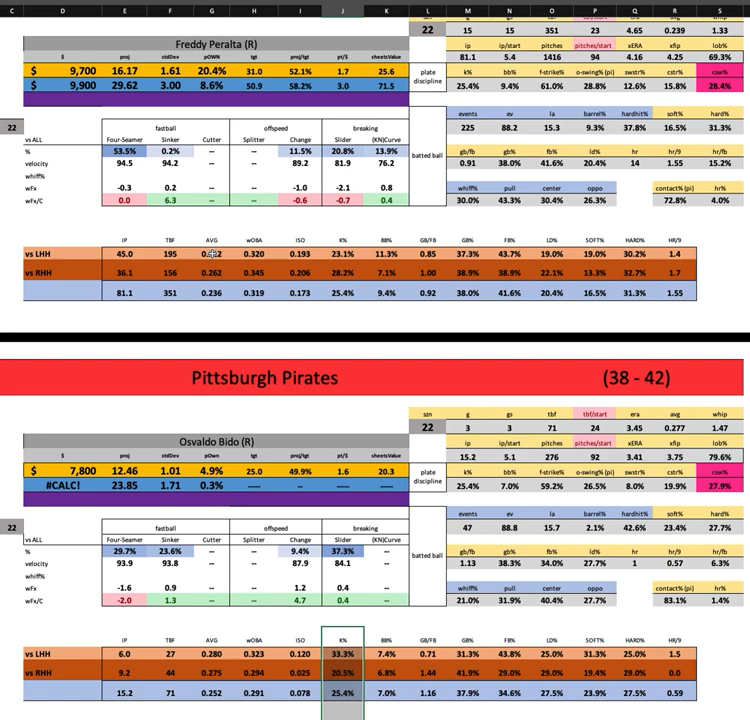 C D E F G H I J K L M N O P Q R S
22 15 15 351 23 4.65 0.239 1.33
ip ip/start pitches pitches/start xERA xfip lob%
81.1 5.4 1416 94 4.16 4.25 69.3%
Freddy Peralta (R)
$ proj stdDev pOWN tgt proj/tgt pt/$ sheetsValue
$ 9,700 16.17 1.61 20.4% 31.0 52.1% 1.7 25.6
$ 9,900 29.62 3.00 8.6% 50.9 58.2% 3.0 71.5
plate discipline
k% bb% f-strike% o-swing% (pi) swstr% cstr% csw%
25.4% 9.4% 61.0% 28.8% 12.6% 15.8% 28.4%
22 fastball offspeed breaking
vs ALL Four-Seamer Sinker Cutter Splitter Change Slider (KN)Curve
% 53.5% 0.2% -- -- 11.5% 20.8% 13.9%
velocity 94.5 94.2 -- -- 89.2 81.9 76.2
whiff%
wFx -0.3 0.2 -- -- -1.0 -2.1 0.8
wFx/C 0.0 6.3 -- -- -0.6 -0.7 0.4
batted ball
events ev la barrel% hardhit% soft% hard%
225 88.2 15.3 9.3% 37.8% 16.5% 31.3%
gb/fb gb% fb% ld% hr hr/9 hr/fb
0.91 38.0% 41.6% 20.4% 14 1.55 15.2%
whiff% pull center oppo contact% (pi) hr%
30.0% 43.3% 30.4% 26.3% 72.8% 4.0%
IP TBF AVG wOBA ISO K% BB% GB/FB GB% FB% LD% SOFT% HARD% HR/9
vs LHH 45.0 195 0.320 0.193 23.1% 11.3% 0.85 37.3% 43.7% 19.0% 19.0% 30.2% 1.4
vs RHH 36.1 156 0.262 0.345 0.206 28.2% 7.1% 1.00 38.9% 38.9% 22.1% 13.3% 32.7% 1.7
81.1 351 0.236 0.319 0.173 25.4% 9.4% 0.92 38.0% 41.6% 20.4% 16.5% 31.3% 1.55
Pittsburgh Pirates (38 - 42)
szn g gs tbf tbf/start era avg whip
22 3 3 71 24 3.45 0.277 1.47
ip ip/start pitches pitches/start xERA xfip lob%
15.2 5.1 276 92 3.41 3.75 79.6%
Osvaldo Bido (R)
$ proj stdDev pOwn tgt proj/tgt pt/$ sheetsValue
$ 7,800 12.46 1.01 4.9% 25.0 49.9% 1.6 20.3
#CALC! 23.85 1.71 0.3% ----- ----- -- -----
plate discipline
k% bb% f-strike% o-swing% (pi) swstr% cstr% csw%
25.4% 7.0% 59.2% 26.5% 8.0% 19.9% 27.9%
22 fastball offspeed breaking
vs ALL Four-Seamer Sinker Cutter Splitter Change Slider (KN)Curve
% 29.7% 23.6% -- -- 9.4% 37.3% --
velocity 93.9 93.8 -- -- 87.9 84.1 --
whiff%
wFx -1.6 0.9 -- -- 1.2 0.4 --
wFx/C -2.0 1.3 -- -- 4.7 0.4 --
batted ball
events ev la barrel% hardhit% soft% hard%
47 88.8 15.7 2.1% 42.6% 23.4% 27.7%
gb/fb gb% fb% ld% hr hr/9 hr/fb
1.13 38.3% 34.0% 27.7% 1 0.57 6.3%
whiff% pull center oppo contact% (pi) hr%
21.0% 31.9% 40.4% 27.7% 83.1% 1.4%
IP TBF AVG wOBA ISO K% BB% GB/FB GB% FB% LD% SOFT% HARD% HR/9
vs LHH 6.0 27 0.280 0.323 0.120 33.3% 7.4% 0.71 31.3% 43.8% 25.0% 31.3% 25.0% 1.5
vs RHH 9.2 44 0.275 0.294 0.025 20.5% 6.8% 1.44 41.9% 29.0% 29.0% 19.4% 29.0% 0.0
15.2 71 0.252 0.291 0.078 25.4% 7.0% 1.16 37.9% 34.6% 27.5% 23.9% 27.5% 0.59